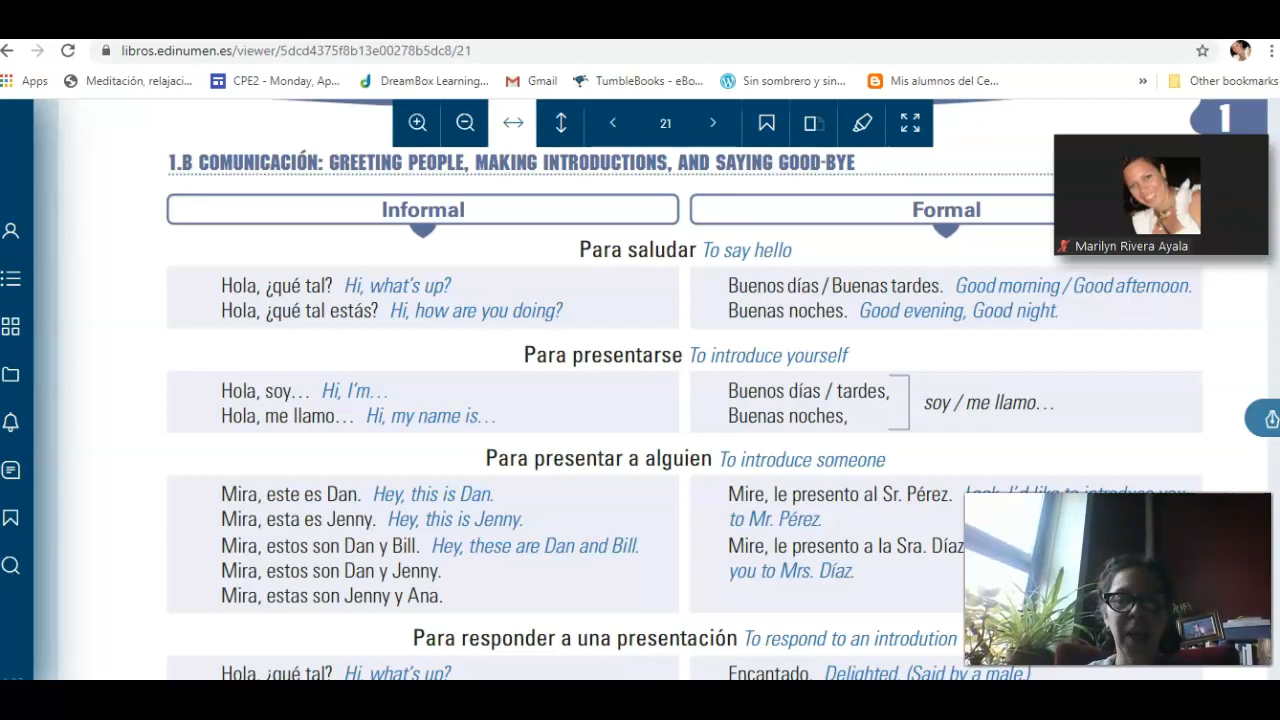 libros.edinumen.es/viewer/5dcd4375f8b13e00278b5dc8/21
Apps Meditación, relajaci... CPE2 - Monday, Ap... DreamBox Learning... Gmail TumbleBooks - eBo... Sin sombrero y sin... Mis alumnos del Ce... » Other bookmarks
21
1
1.B COMUNICACIÓN: GREETING PEOPLE, MAKING INTRODUCTIONS, AND SAYING GOOD-BYE
Informal Formal
Marilyn Rivera Ayala
Para saludar To say hello
Hola, ¿qué tal? Hi, what's up? Buenos días / Buenas tardes. Good morning / Good afternoon.
Hola, ¿qué tal estás? Hi, how are you doing? Buenas noches. Good evening, Good night.
Para presentarse To introduce yourself
Hola, soy… Hi, I'm… Buenos días / tardes,
Hola, me llamo… Hi, my name is… Buenas noches,
soy / me llamo…
Para presentar a alguien To introduce someone
Mira, este es Dan. Hey, this is Dan. Mire, le presento al Sr. Pérez. Look, I'd like to introduce you
Mira, esta es Jenny. Hey, this is Jenny. to Mr. Pérez.
Mira, estos son Dan y Bill. Hey, these are Dan and Bill. Mire, le presento a la Sra. Díaz
Mira, estos son Dan y Jenny. you to Mrs. Díaz.
Mira, estas son Jenny y Ana.
Para responder a una presentación To respond to an introdution
Hola, ¿qué tal? Hi, what's up? Encantado. Delighted. (Said by a male.)